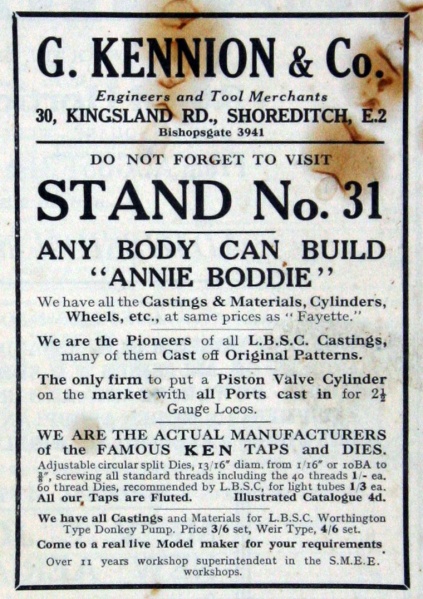 G. KENNION & Co.
Engineers and Tool Merchants
30, KINGSLAND RD., SHOREDITCH, E.2
Bishopsgate 3941
DO NOT FORGET TO VISIT
STAND No. 31
ANY BODY CAN BUILD
"ANNIE BODDIE"
We have all the Castings & Materials, Cylinders,
Wheels, etc., at same prices as "Fayette."
We are the Pioneers of all L.B.S.C. Castings,
many of them Cast off Original Patterns.
The only firm to put a Piston Valve Cylinder
on the market with all Ports cast in for 2½
Gauge Locos.
WE ARE THE ACTUAL MANUFACTURERS
of the FAMOUS KEN TAPS and DIES.
Adjustable circular split Dies, 13/16" diam. from 1/16" or 10BA to
⅜", screwing all standard threads including the 40 threads 1/- ea.
60 thread Dies, recommended by L.B.S.C, for light tubes 1 3 ea.
All our Taps are Fluted. Illustrated Catalogue 4d.
We have all Castings and Materials for L.B.S.C. Worthington
Type Donkey Pump. Price 3/6 set, Weir Type, 4/6 set.
Come to a real live Model maker for your requirements
Over 11 years workshop superintendent in the S.M.E.E.
workshops.